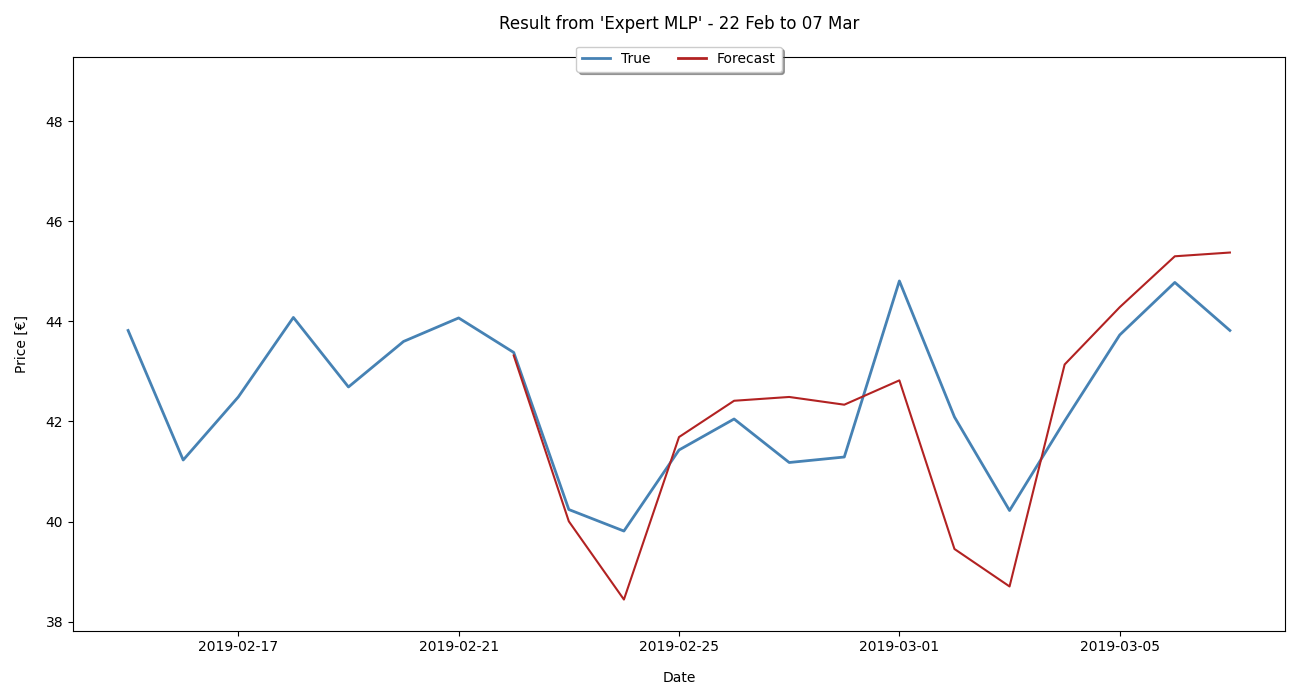 Result from 'Expert MLP' - 22 Feb to 07 Mar
True Forecast
48
46
44
42
40
38
Price [€]
2019-02-17 2019-02-21 2019-02-25 2019-03-01 2019-03-05
Date